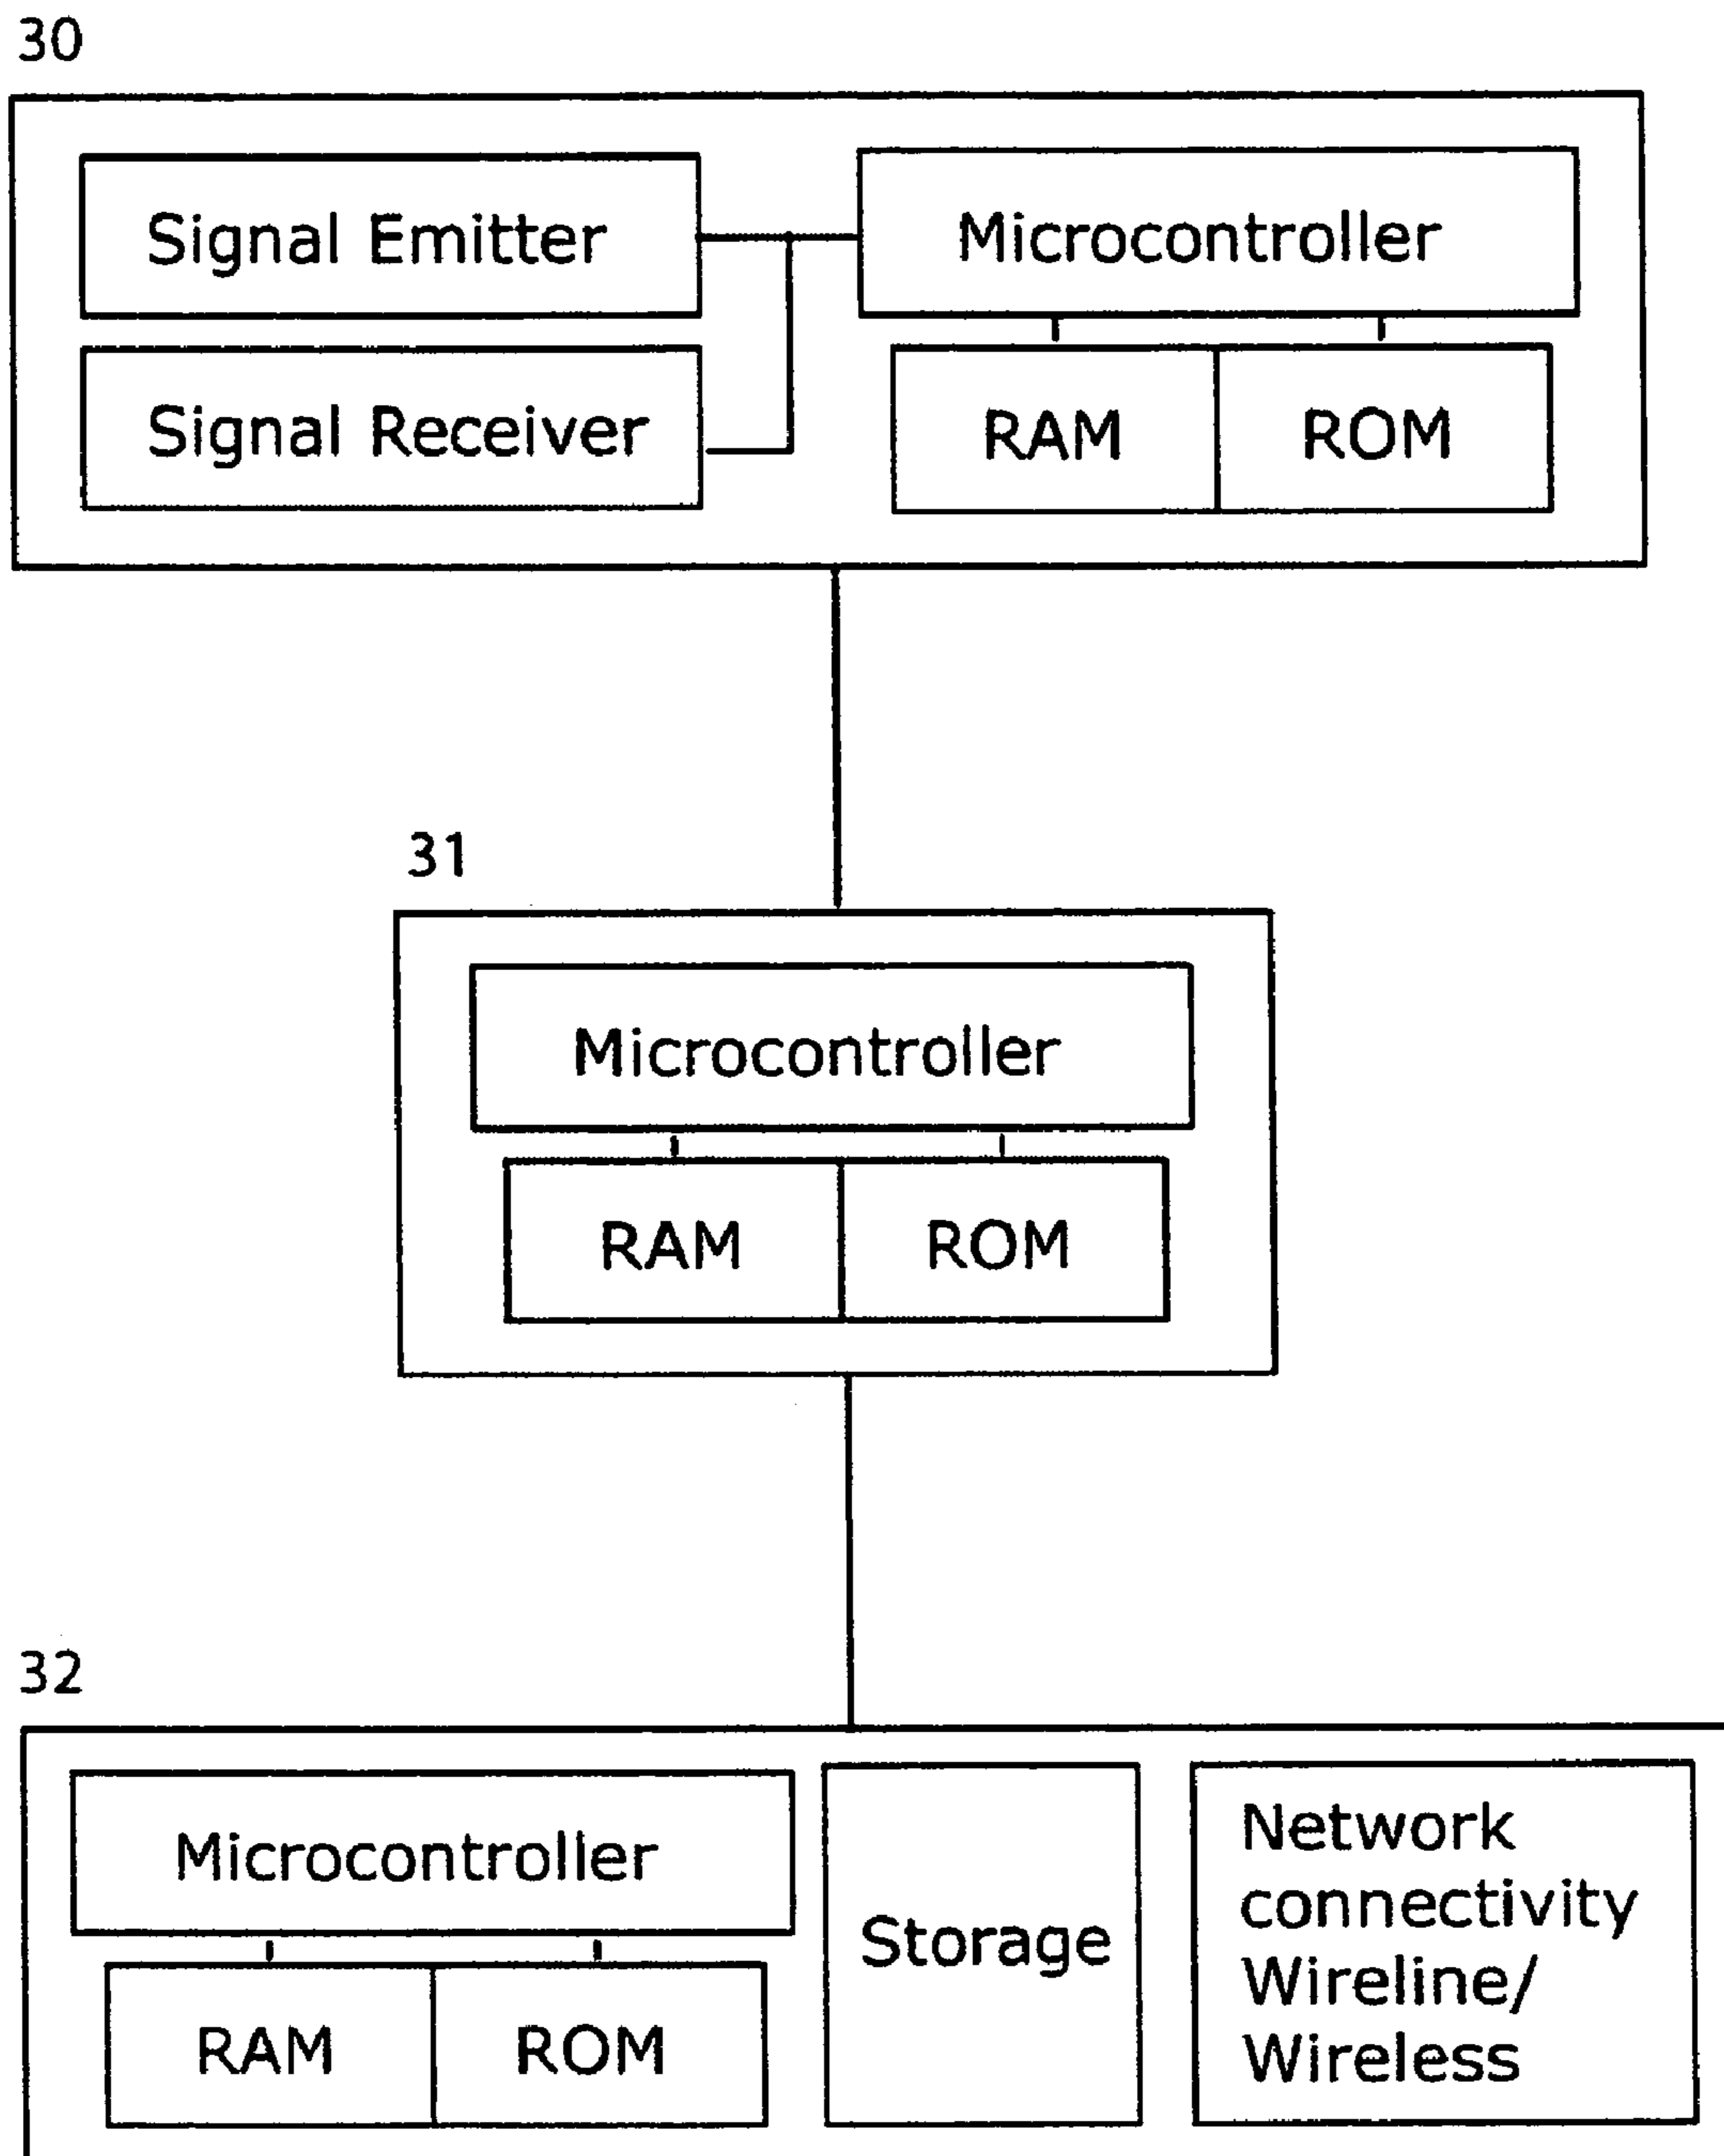 30
Signal Emitter
Microcontroller
Signal Receiver
RAM
ROM
31
Microcontroller
RAM
ROM
32
Microcontroller
RAM
ROM
Storage
Network
connectivity
Wireline/
Wireless